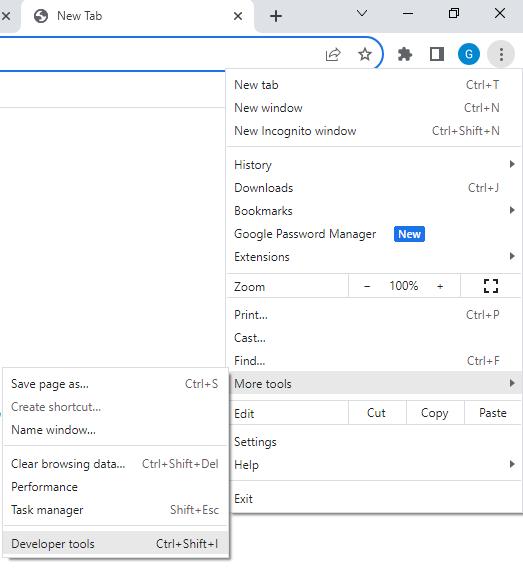 New Tab
G
New tab Ctrl+T
New window Ctrl+N
New Incognito window Ctrl+Shift+N
History
Downloads Ctrl+J
Bookmarks
Google Password Manager New
Extensions
Zoom − 100% +
Print... Ctrl+P
Cast...
Find... Ctrl+F
More tools
Edit Cut Copy Paste
Settings
Help
Exit
Save page as... Ctrl+S
Create shortcut...
Name window...
Clear browsing data... Ctrl+Shift+Del
Performance
Task manager Shift+Esc
Developer tools Ctrl+Shift+I